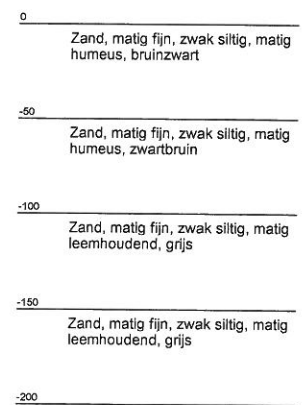 0
Zand, matig fijn, zwak siltig, matig
humeus, bruinzwart
-50
Zand, matig fijn, zwak siltig, matig
humeus, zwartbruin
-100
Zand, matig fijn, zwak siltig, matig
leemhoudend, grijs
-150
Zand, matig fijn, zwak siltig, matig
leemhoudend, grijs
-200